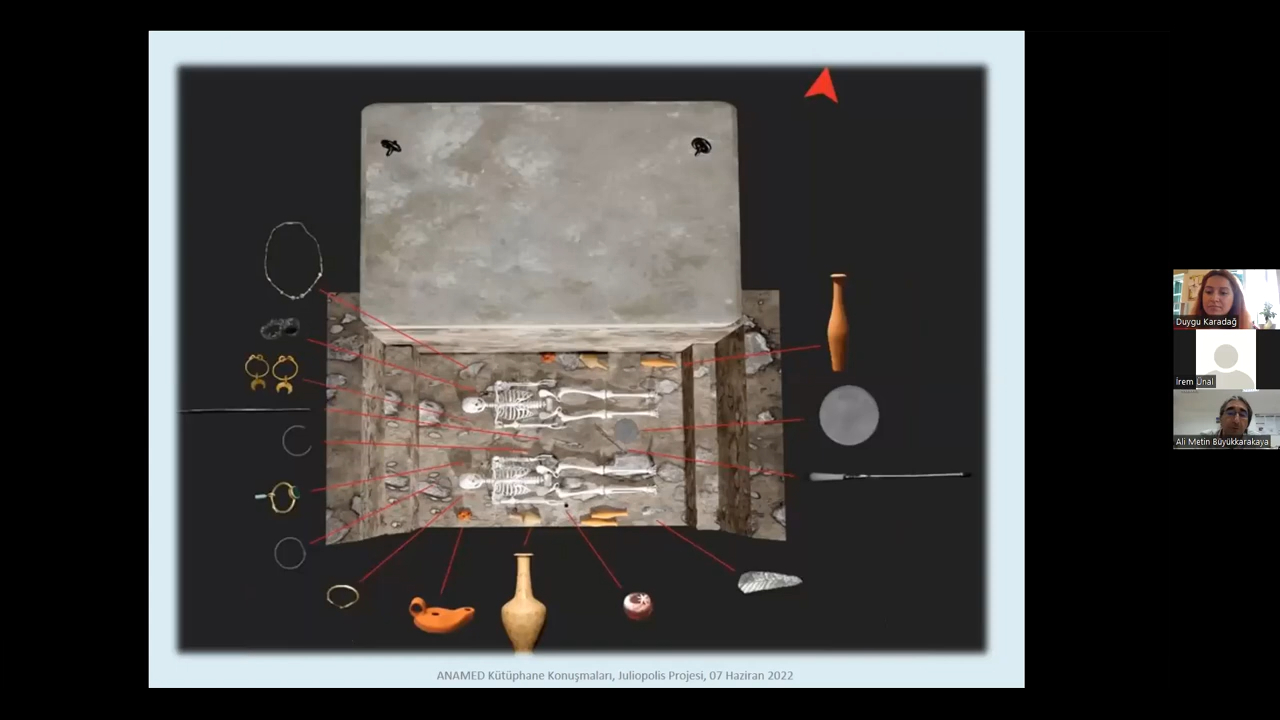 Duygu Karadağ
İrem Ünal
Ali Metin Büyükkarakaya
ANAMED Kütüphane Konuşmaları, Juliopolis Projesi, 07 Haziran 2022